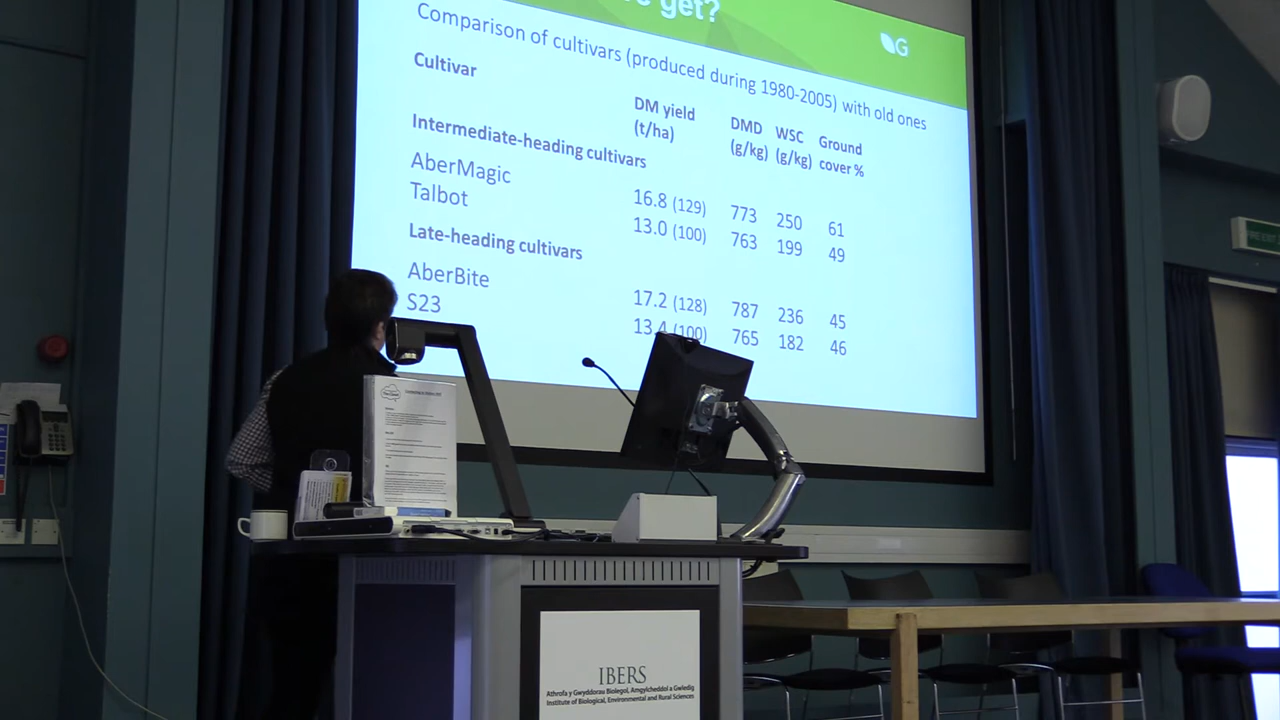 get?
G
Comparison of cultivars (produced during 1980-2005) with old ones
Cultivar
DM yield (t/ha) DMD (g/kg) WSC (g/kg) Ground cover %
Intermediate-heading cultivars
AberMagic 16.8 (129) 773 250 61
Talbot 13.0 (100) 763 199 49
Late-heading cultivars
AberBite 17.2 (128) 787 236 45
S23 13.4 (100) 765 182 46
IBERS
Athrofa y Gwyddorau Biolegol, Amgylcheddol a Gwledig
Institute of Biological, Environmental and Rural Sciences